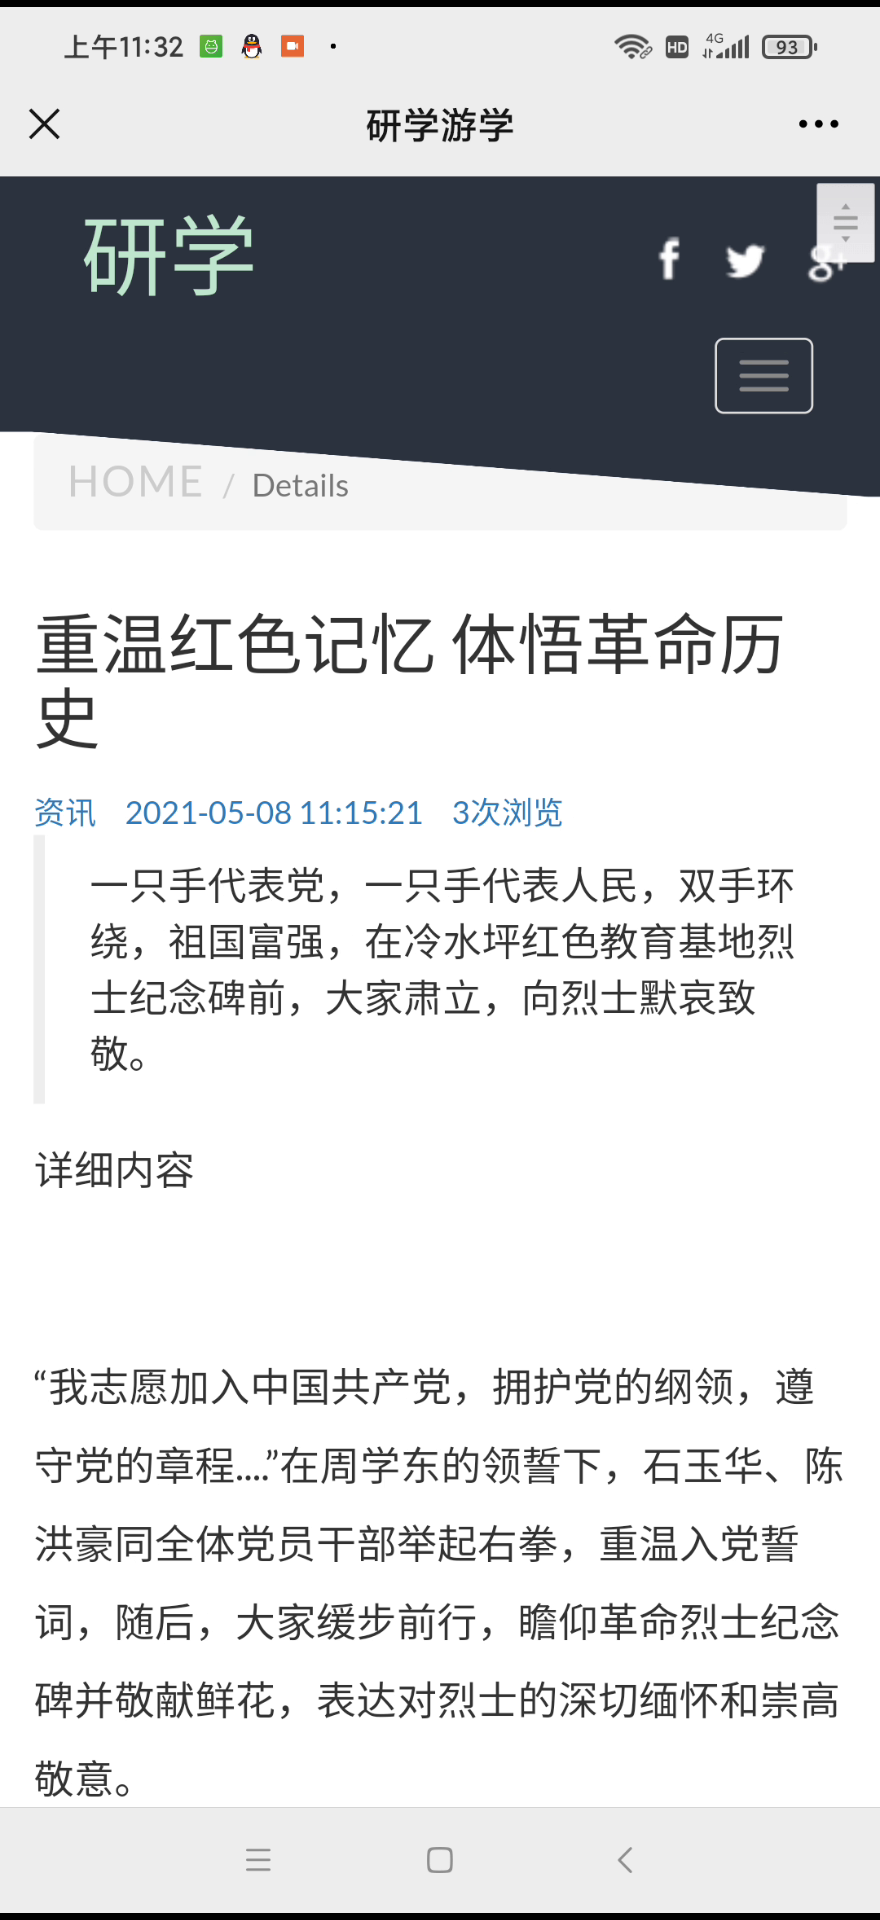 上午11:32
HD
4G
93
研学游学
研学
f
g+
HOME / Details
重温红色记忆 体悟革命历
史
资讯 2021-05-08 11:15:21 3次浏览
一只手代表党，一只手代表人民，双手环
绕，祖国富强，在冷水坪红色教育基地烈
士纪念碑前，大家肃立，向烈士默哀致
敬。
详细内容
“我志愿加入中国共产党，拥护党的纲领，遵
守党的章程....”在周学东的领誓下，石玉华、陈
洪豪同全体党员干部举起右拳，重温入党誓
词，随后，大家缓步前行，瞻仰革命烈士纪念
碑并敬献鲜花，表达对烈士的深切缅怀和崇高
敬意。